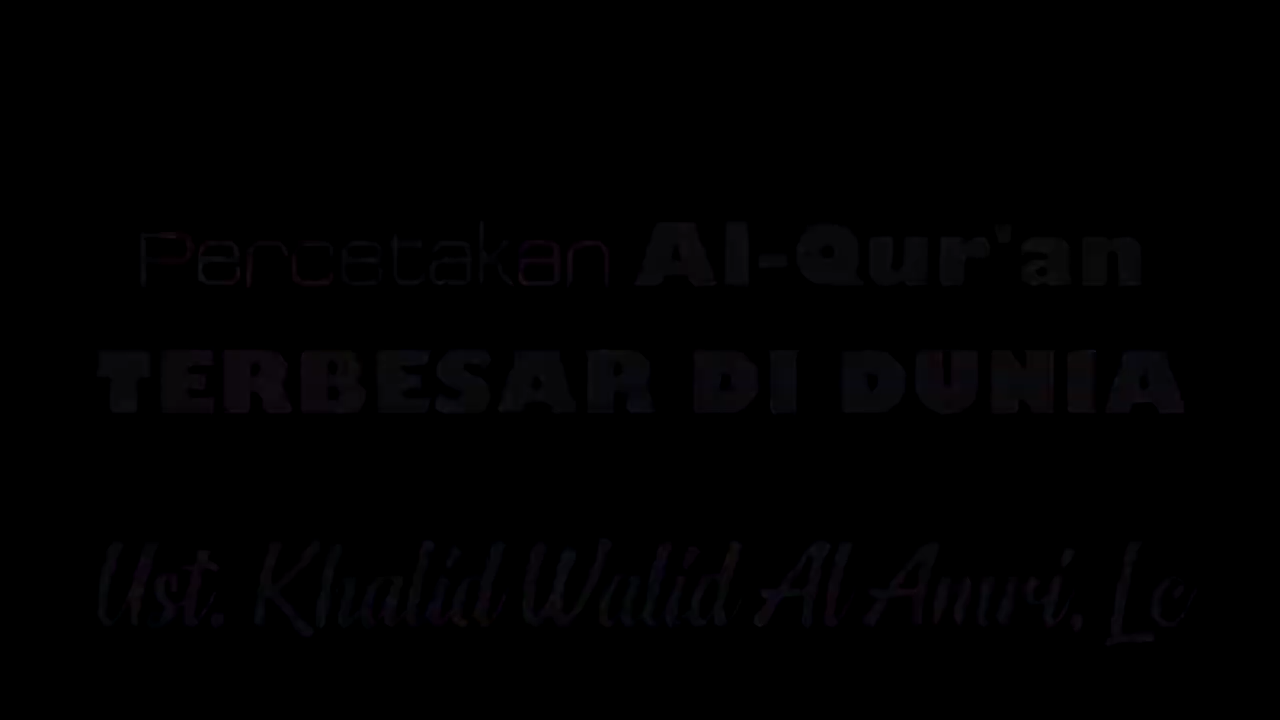 Percetakan Al-Qur'an
TERBESAR DI DUNIA
Ust. Khalid Walid Al Amri, Lc